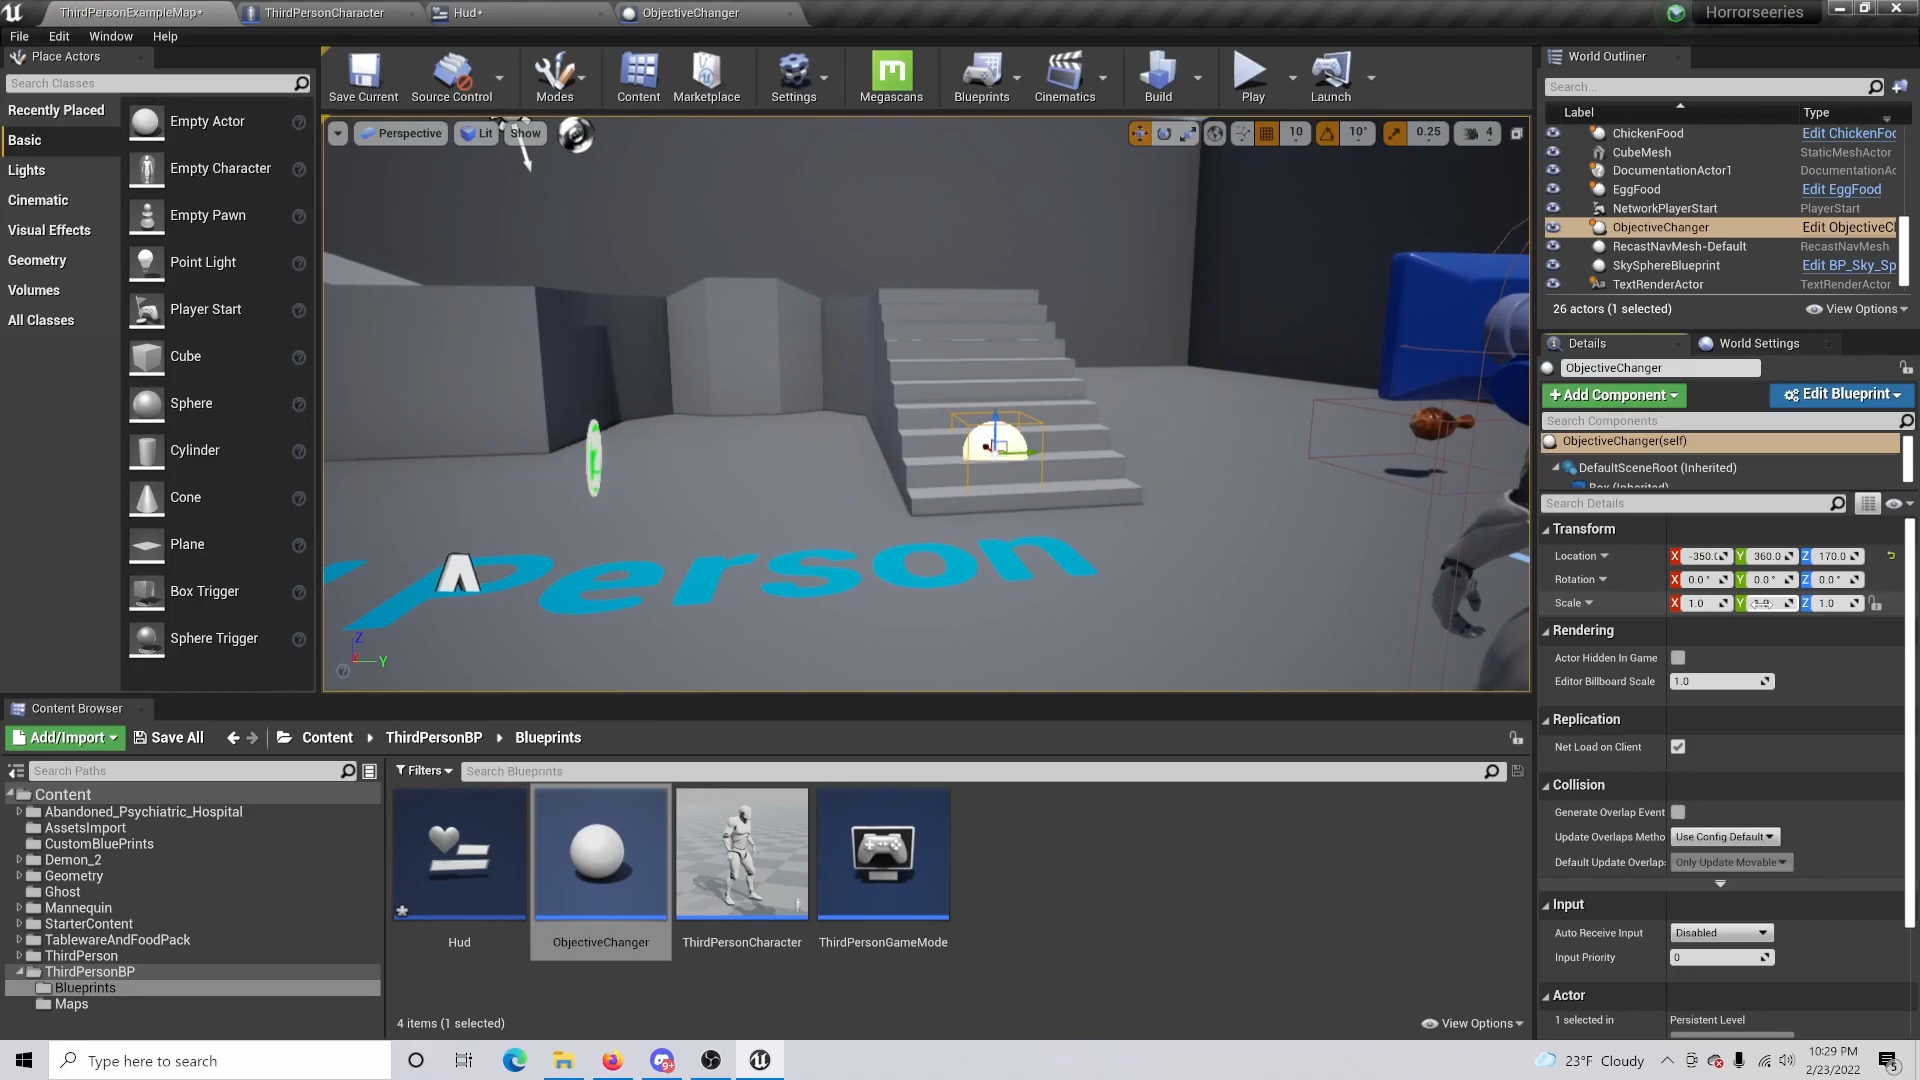 ThirdPersonExampleMap*
ThirdPersonCharacter
Hud*
ObjectiveChanger
Horrorseeries
File
Edit
Window
Help
Place Actors
Search Classes
Recently Placed
Basic
Lights
Cinematic
Visual Effects
Geometry
Volumes
All Classes
Empty Actor
Empty Character
Empty Pawn
Point Light
Player Start
Cube
Sphere
Cylinder
Cone
Plane
Box Trigger
Sphere Trigger
Save Current
Source Control
Modes
Content
Marketplace
Settings
Megascans
Blueprints
Cinematics
Build
Play
Launch
Perspective
Lit
Show
10
10°
0.25
4
Person
Z
X
Y
World Outliner
Search...
Label
Type
ChickenFood
Edit ChickenFoo
CubeMesh
StaticMeshActor
DocumentationActor1
DocumentationAc
EggFood
Edit EggFood
NetworkPlayerStart
PlayerStart
ObjectiveChanger
Edit ObjectiveCl
RecastNavMesh-Default
RecastNavMesh
SkySphereBlueprint
Edit BP_Sky_Sp
TextRenderActor
TextRenderActor
26 actors (1 selected)
View Options
Details
World Settings
ObjectiveChanger
+Add Component
Edit Blueprint
Search Components
ObjectiveChanger(self)
DefaultSceneRoot (Inherited)
Box (Inherited)
Search Details
Transform
Location
X -350.( Y 360.0 Z 170.0
Rotation
X 0.0° Y 0.0° Z 0.0°
Scale
X 1.0 Y 1.0 Z 1.0
Rendering
Actor Hidden In Game
Editor Billboard Scale
1.0
Replication
Net Load on Client
Collision
Generate Overlap Event
Update Overlaps Metho
Use Config Default
Default Update Overlap:
Only Update Movable
Input
Auto Receive Input
Disabled
Input Priority
0
Actor
1 selected in
Persistent Level
Content Browser
Add/Import
Save All
Content
ThirdPersonBP
Blueprints
Search Paths
Filters
Search Blueprints
Content
Abandoned_Psychiatric_Hospital
AssetsImport
CustomBluePrints
Demon_2
Geometry
Ghost
Mannequin
StarterContent
TablewareAndFoodPack
ThirdPerson
ThirdPersonBP
Blueprints
Maps
Hud
ObjectiveChanger
ThirdPersonCharacter
ThirdPersonGameMode
4 items (1 selected)
View Options
Type here to search
9+
23°F Cloudy
10:29 PM
2/23/2022
5